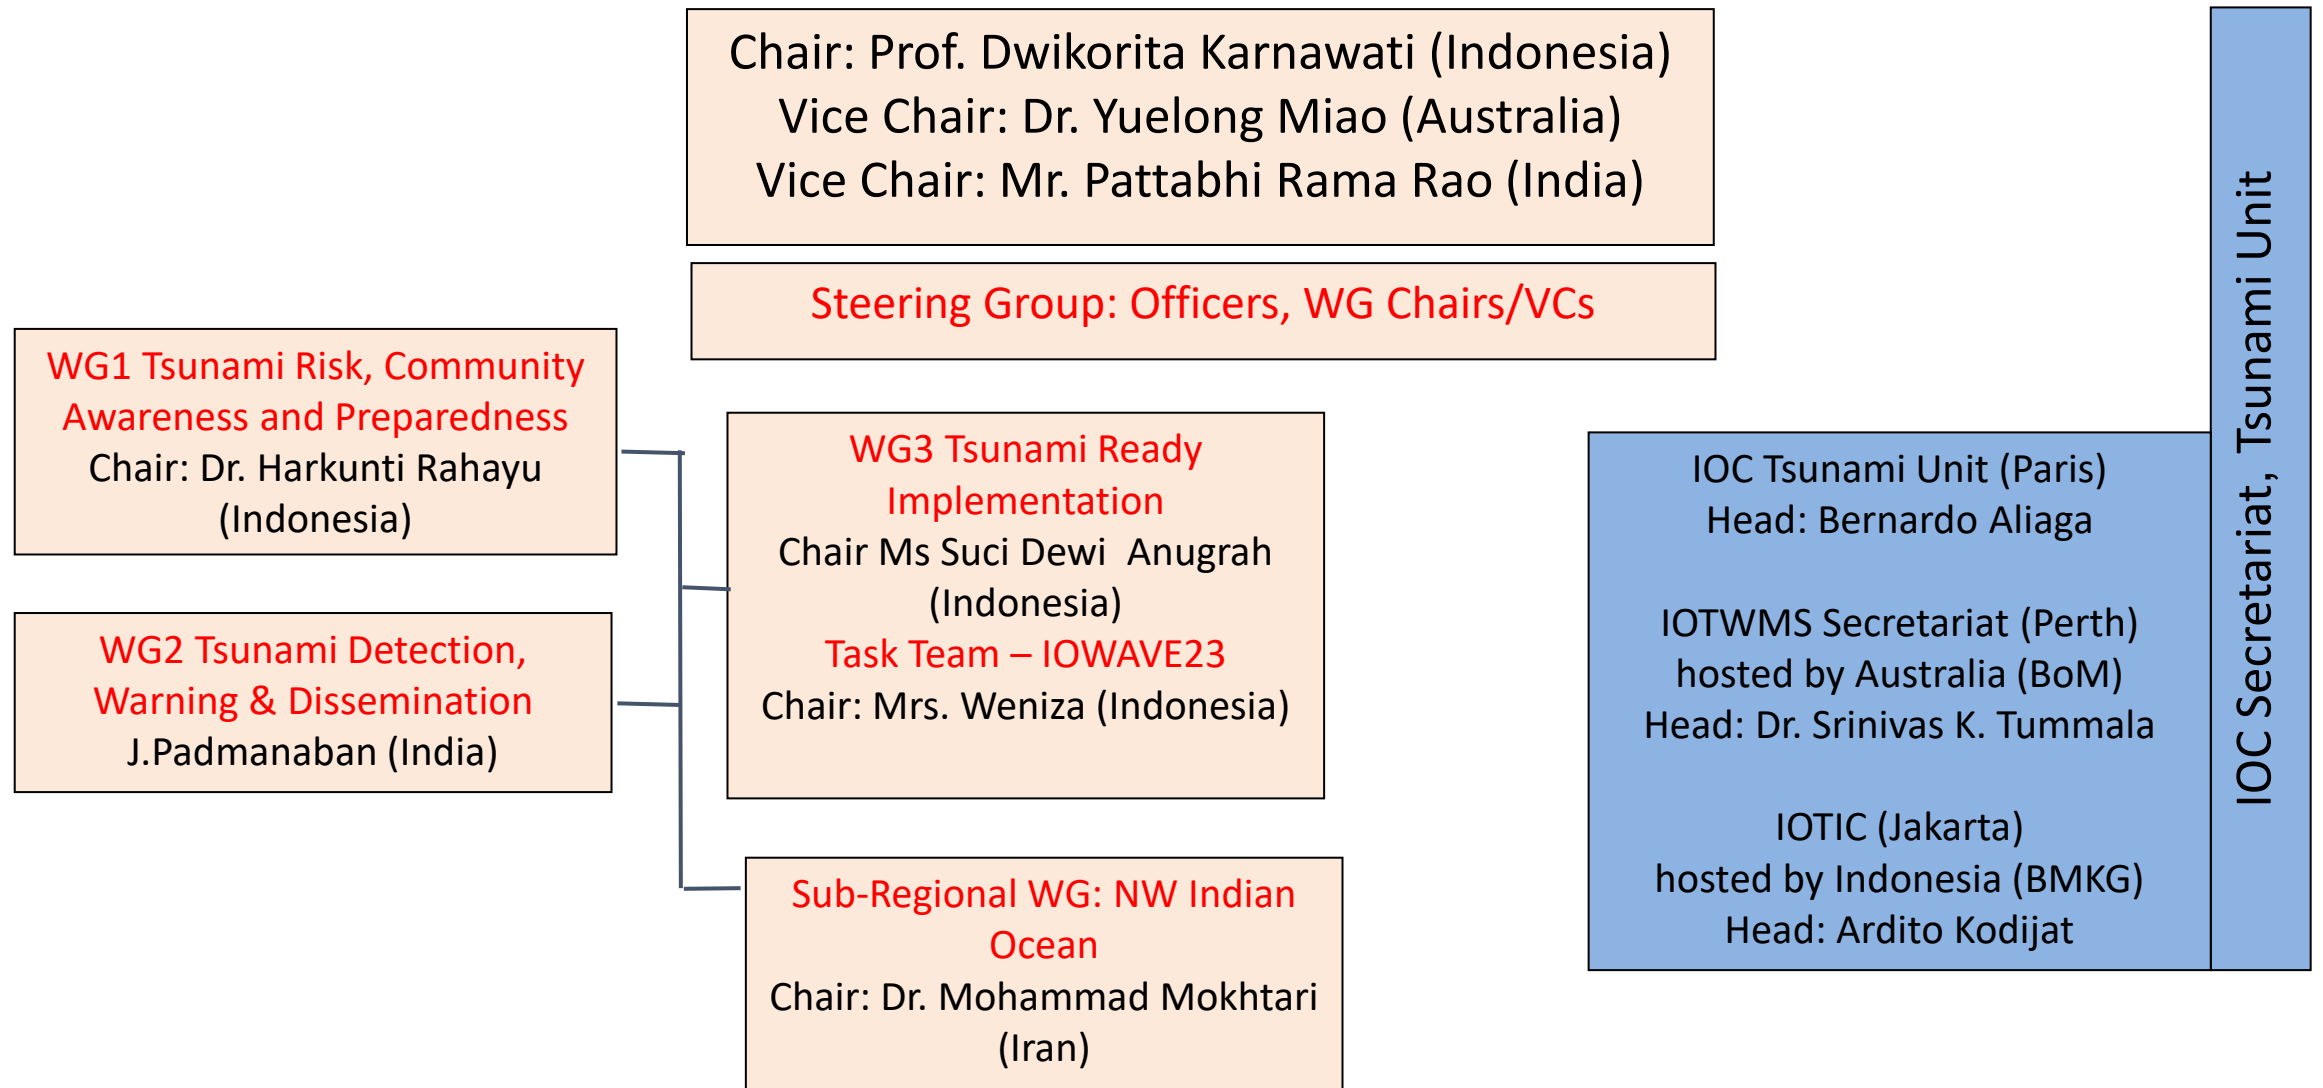 Chair: Prof. Dwikorita Karnawati (Indonesia)
Vice Chair: Dr. Yuelong Miao (Australia)
Vice Chair: Mr. Pattabhi Rama Rao (India)
Steering Group: Officers, WG Chairs/VCs
WG1 Tsunami Risk, Community
Awareness and Preparedness
Chair: Dr. Harkunti Rahayu
(Indonesia)
WG2 Tsunami Detection,
Warning & Dissemination
J.Padmanaban (India)
WG3 Tsunami Ready
Implementation
Chair Ms Suci Dewi  Anugrah
(Indonesia)
Task Team – IOWAVE23
Chair: Mrs. Weniza (Indonesia)
Sub-Regional WG: NW Indian
Ocean
Chair: Dr. Mohammad Mokhtari
(Iran)
IOC Tsunami Unit (Paris)
Head: Bernardo Aliaga
IOTWMS Secretariat (Perth)
hosted by Australia (BoM)
Head: Dr. Srinivas K. Tummala
IOTIC (Jakarta)
hosted by Indonesia (BMKG)
Head: Ardito Kodijat
IOC Secretariat, Tsunami Unit